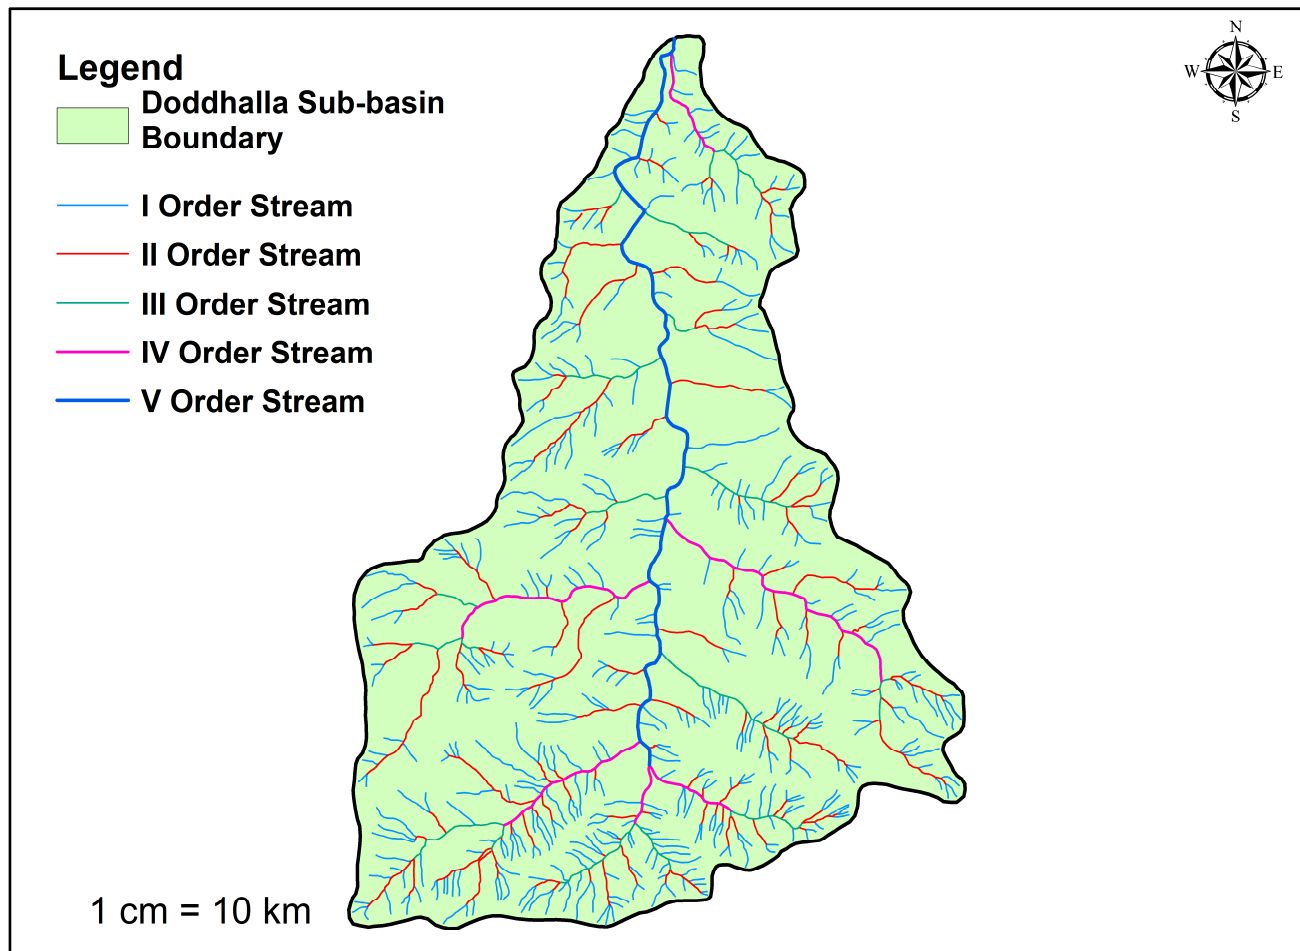 Legend
Doddhalla Sub-basin
Boundary
I Order Stream
II Order Stream
III Order Stream
IV Order Stream
V Order Stream
1 cm = 10 km
N
W
E
S